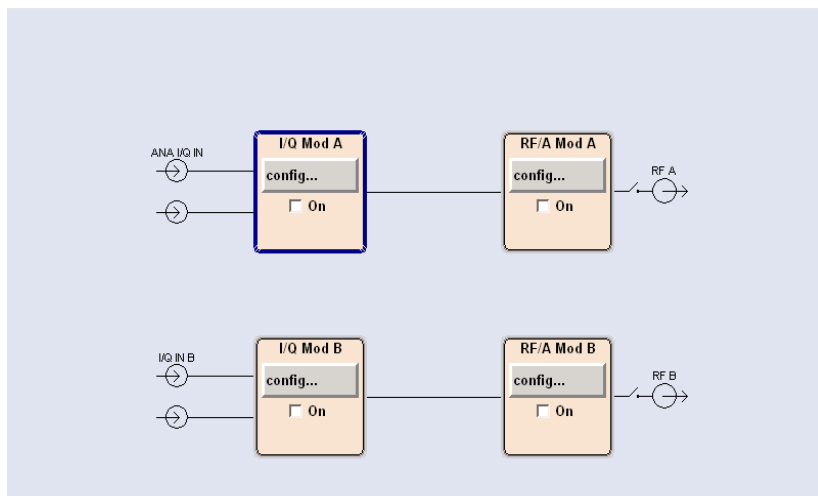 I/Q Mod A
RF/A Mod A
ANA I/Q IN
config...
config...
RF A
On
On
I/Q Mod B
RF/A Mod B
I/Q IN B
config...
config...
RF B
On
On